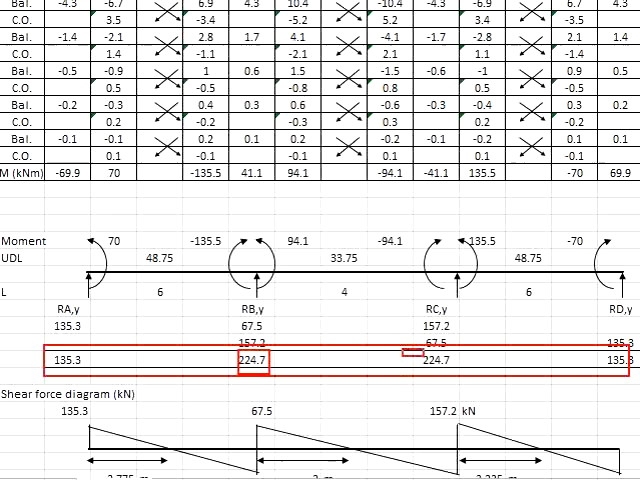 Bal. -4.3 -6.7 6.9 4.3 10.4 -10.4 -4.3 -6.9 6.7 4.3
C.O. 3.5 -3.4 -5.2 5.2 3.4 -3.5
Bal. -1.4 -2.1 2.8 1.7 4.1 -4.1 -1.7 -2.8 2.1 1.4
C.O. 1.4 -1.1 -2.1 2.1 1.1 -1.4
Bal. -0.5 -0.9 1 0.6 1.5 -1.5 -0.6 -1 0.9 0.5
C.O. 0.5 -0.5 -0.8 0.8 0.5 -0.5
Bal. -0.2 -0.3 0.4 0.3 0.6 -0.6 -0.3 -0.4 0.3 0.2
C.O. 0.2 -0.2 -0.3 0.3 0.2 -0.2
Bal. -0.1 -0.1 0.2 0.1 0.2 -0.2 -0.1 -0.2 0.1 0.1
C.O. 0.1 -0.1 -0.1 0.1 0.1 -0.1
M (kNm) -69.9 70 -135.5 41.1 94.1 -94.1 -41.1 135.5 -70 69.9
Moment 70 -135.5 94.1 -94.1 135.5 -70
UDL 48.75 33.75 48.75
L 6 4 6
RA,y RB,y RC,y RD,y
135.3 67.5 157.2
157.2 67.5 135.3
135.3 224.7 224.7 135.3
Shear force diagram (kN)
135.3 67.5 157.2 kN